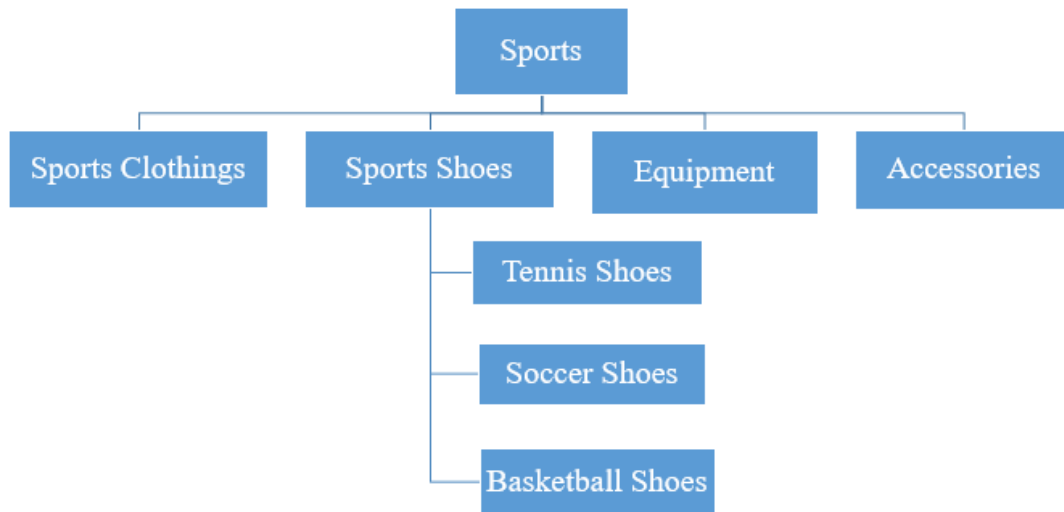 Sports
Sports Clothings
Sports Shoes
Equipment
Accessories
Tennis Shoes
Soccer Shoes
Basketball Shoes